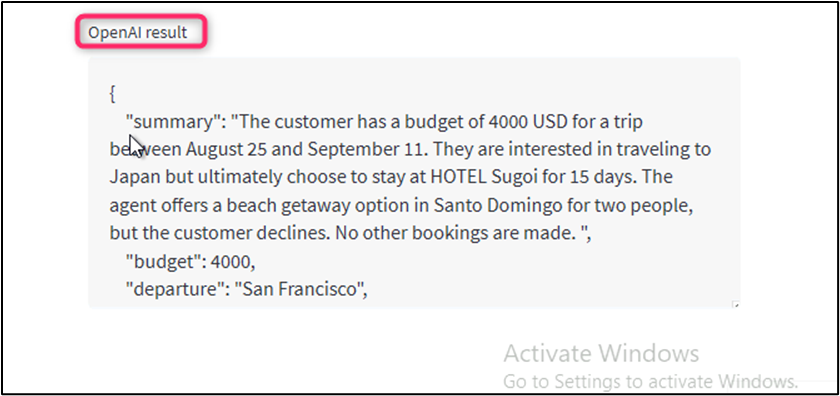 OpenAI result
{
"summary": "The customer has a budget of 4000 USD for a trip
between August 25 and September 11. They are interested in traveling to
Japan but ultimately choose to stay at HOTEL Sugoi for 15 days. The
agent offers a beach getaway option in Santo Domingo for two people,
but the customer declines. No other bookings are made. ",
"budget": 4000,
"departure": "San Francisco",
Activate Windows
Go to Settings to activate Windows.